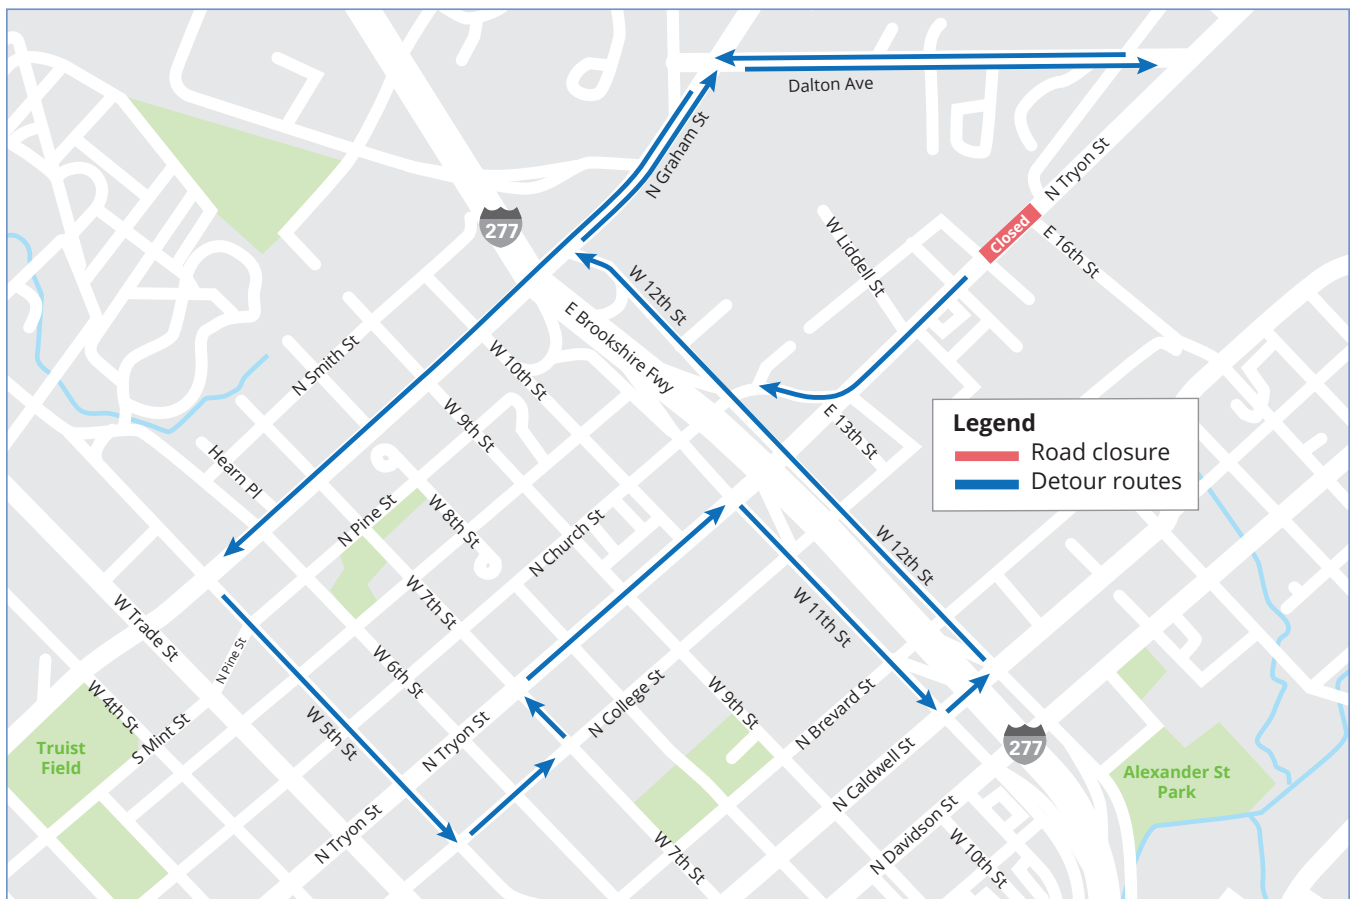 Dalton Ave
N Graham St
N Tryon St
Closed
E 16th St
W Liddell St
277
W 12th St
E Brookshire Fwy
N Smith St
W 10th St
W 9th St
E 13th St
Legend
Road closure
Detour routes
Hearn Pl
N Pine St
W 8th St
N Church St
W 12th St
W 7th St
W 11th St
W Trade St
N Pine St
W 6th St
W 4th St
S Mint St
W 5th St
N Tryon St
N College St
W 9th St
N Brevard St
Truist
Field
277
N Caldwell St
Alexander St
Park
N Tryon St
N Davidson St
W 7th St
W 10th St